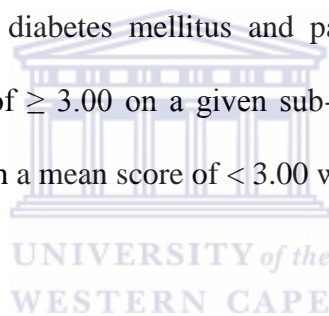 diabetes mellitus and pa
of ≥ 3.00 on a given sub-
a mean score of < 3.00 w
UNIVERSITY of the
WESTERN CAPE